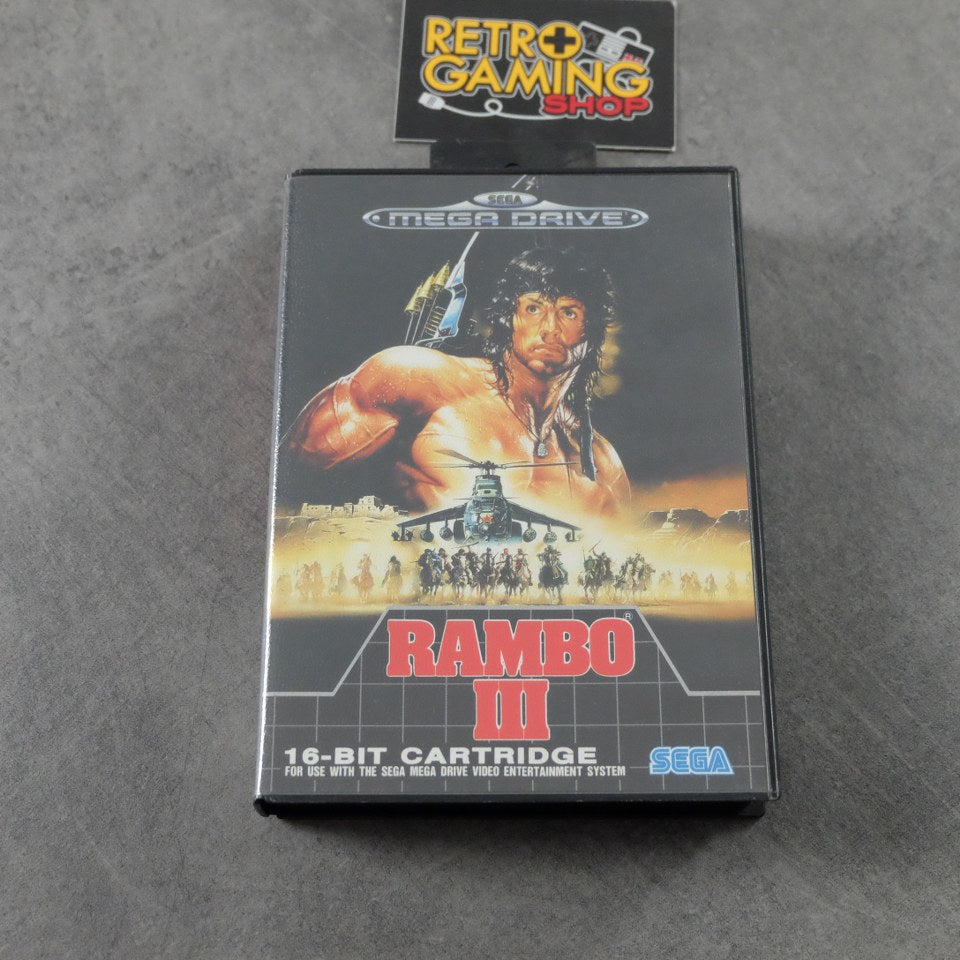 RETRO
GAMING
SHOP
SEGA
MEGA DRIVE
RAMBO ®
III
16-BIT CARTRIDGE
FOR USE WITH THE SEGA MEGA DRIVE VIDEO ENTERTAINMENT SYSTEM
SEGA